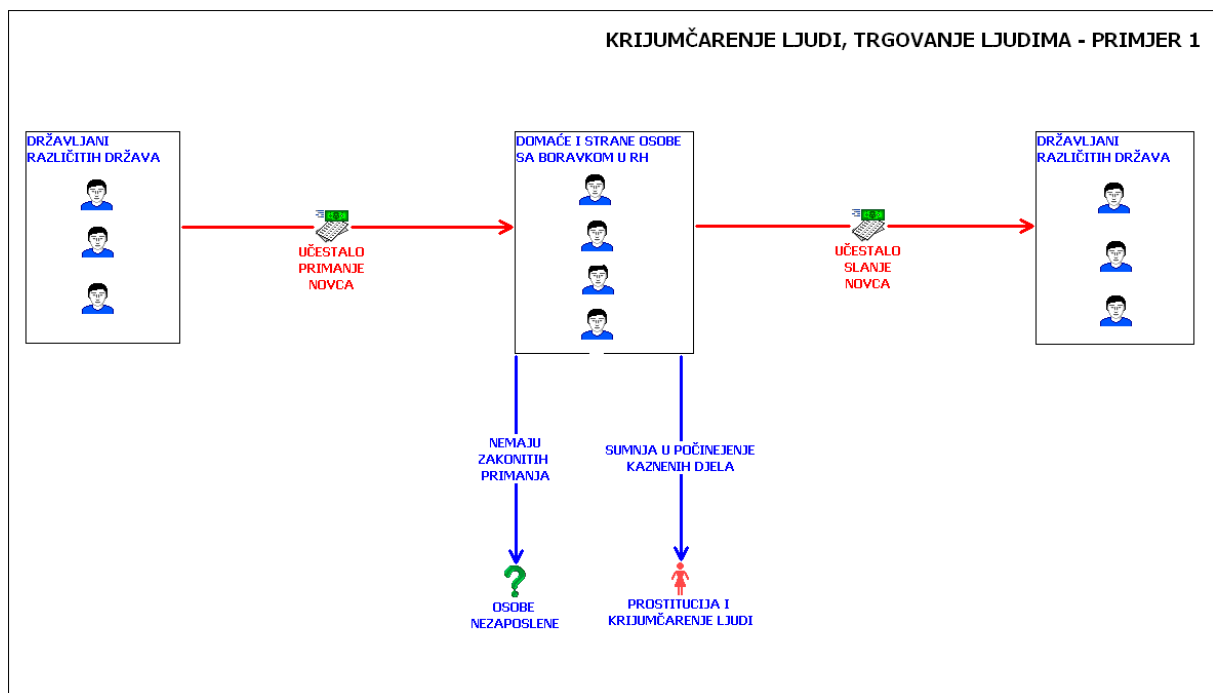 KRIJUMČARENJE LJUDI, TRGOVANJE LJUDIMA - PRIMJER 1
DRŽAVLJANI
RAZLIČITIH DRŽAVA
DOMAĆE I STRANE OSOBE
SA BORAVKOM U RH
DRŽAVLJANI
RAZLIČITIH DRŽAVA
UČESTALO
PRIMANJE
NOVCA
UČESTALO
SLANJE
NOVCA
NEMAJU
ZAKONITIH
PRIMANJA
SUMNJA U POČINEJENJE
KAZNENIH DJELA
OSOBE
NEZAPOSLENE
PROSTITUCIJA I
KRIJUMČARENJE LJUDI